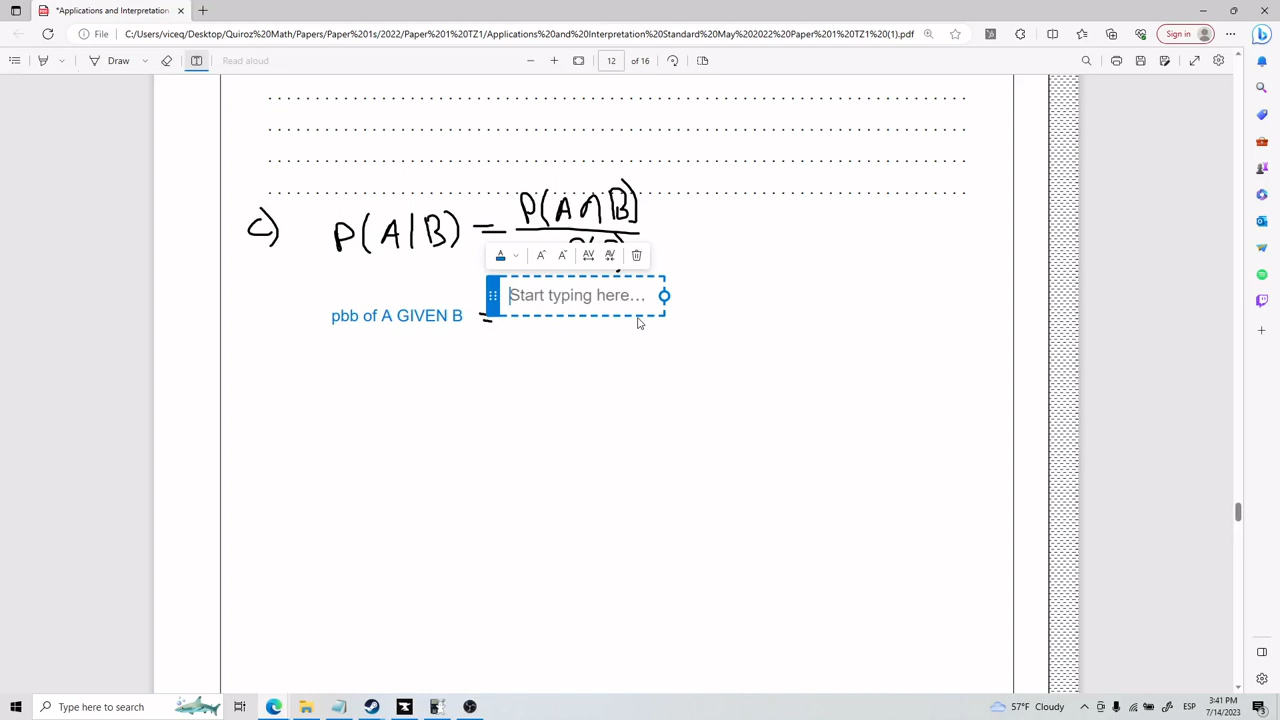 *Applications and Interpretation
File
C:/Users/viceq/Desktop/Quiroz%20Math/Papers/Paper%201s/2022/Paper%201%20TZ1/Applications%20and%20Interpretation%20Standard%20May%202022%20Paper%201%20TZ1%20(1).pdf
Sign in
Draw
Read aloud
12
of 16
c) P(A|B) = P(A∩B)
Start typing here...
pbb of A GIVEN B =
Type here to search
57°F Cloudy
ESP
3:41 PM
7/14/2023